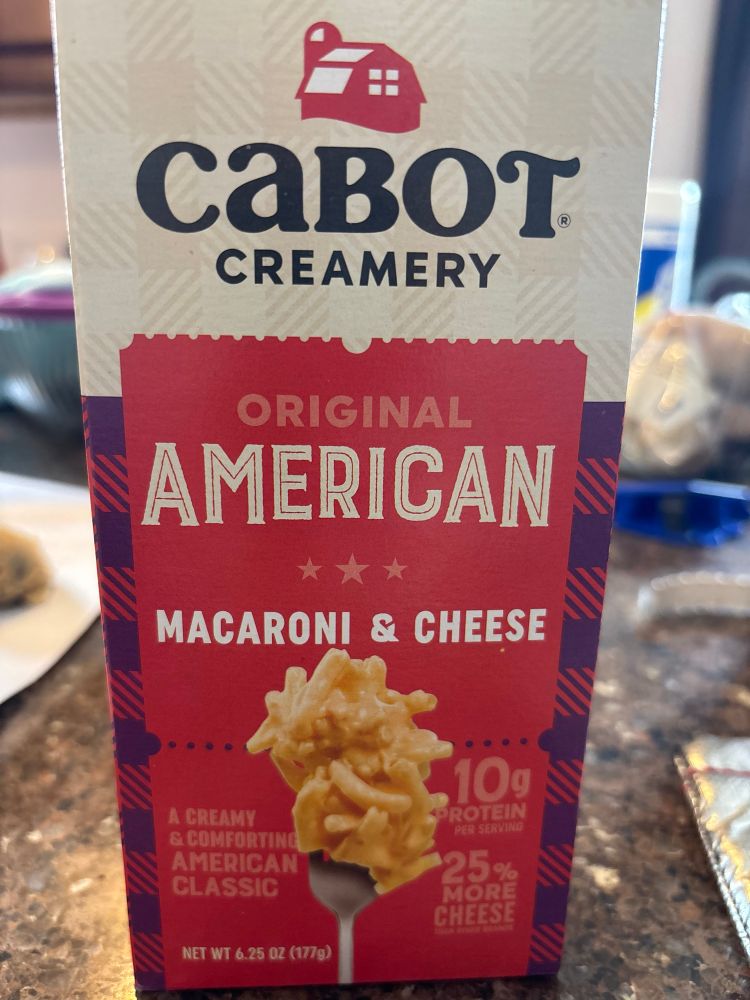 CABOT®
CREAMERY
ORIGINAL
AMERICAN
MACARONI & CHEESE
A CREAMY
& COMFORTING
AMERICAN
CLASSIC
10g
PROTEIN
PER SERVING
25%
MORE
CHEESE
NET WT 6.25 OZ (177g)